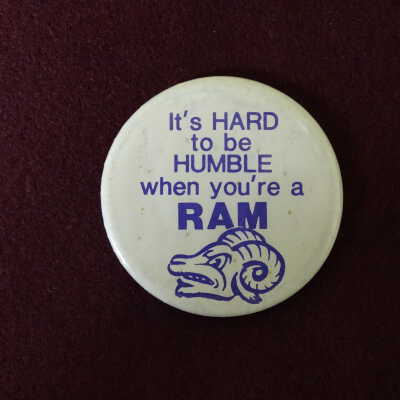 It's HARD
to be
HUMBLE
when you're a
RAM